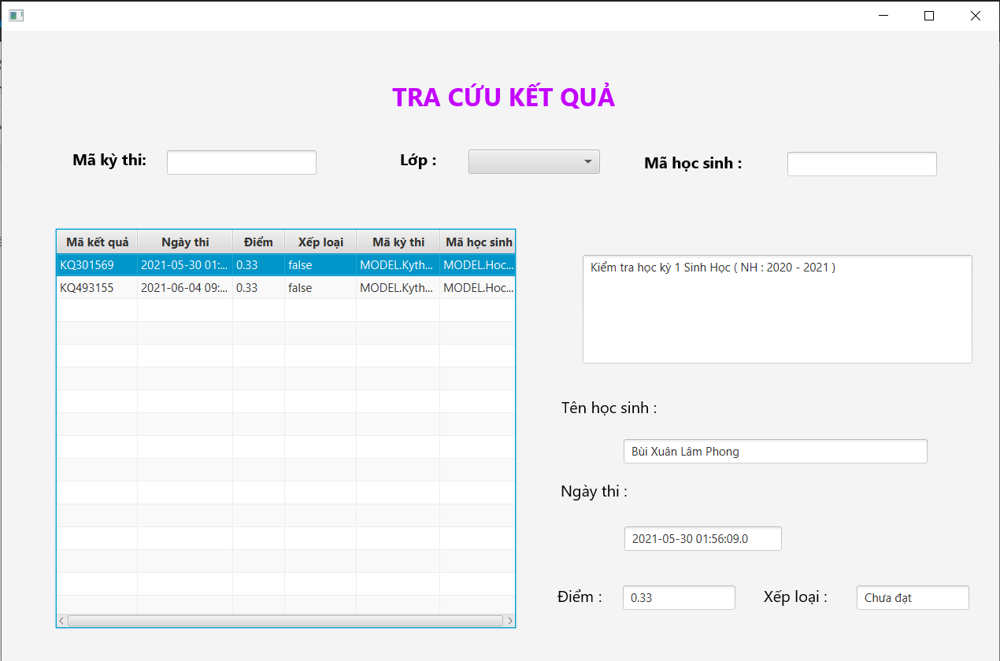 TRA CỨU KẾT QUẢ
Mã kỳ thi: Lớp : Mã học sinh :
Mã kết quả Ngày thi Điểm Xếp loại Mã kỳ thi Mã học sinh
KQ301569 2021-05-30 01:... 0.33 false MODEL.Kyth... MODEL.Hoc...
KQ493155 2021-06-04 09:... 0.33 false MODEL.Kyth... MODEL.Hoc...
Kiểm tra học kỳ 1 Sinh Học ( NH : 2020 - 2021 )
Tên học sinh :
Bùi Xuân Lâm Phong
Ngày thi :
2021-05-30 01:56:09.0
Điểm : 0.33 Xếp loại : Chưa đạt